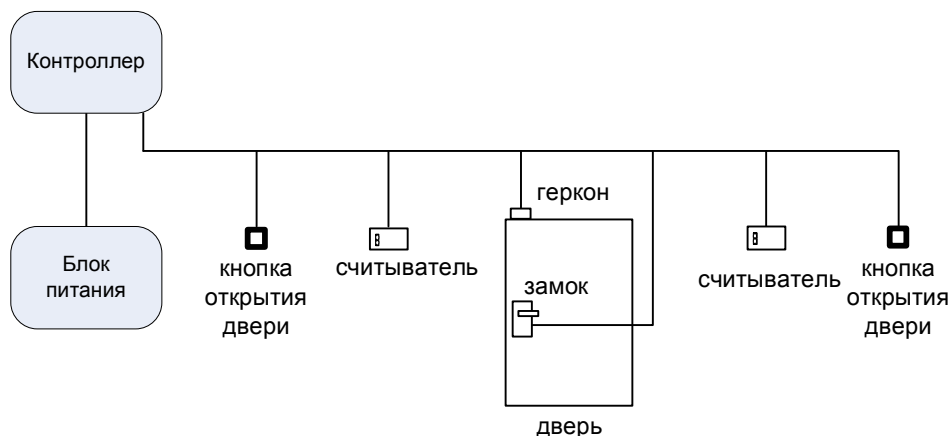 Контроллер
геркон
Блок
питания
кнопка
открытия
двери
считыватель
замок
считыватель
кнопка
открытия
двери
дверь